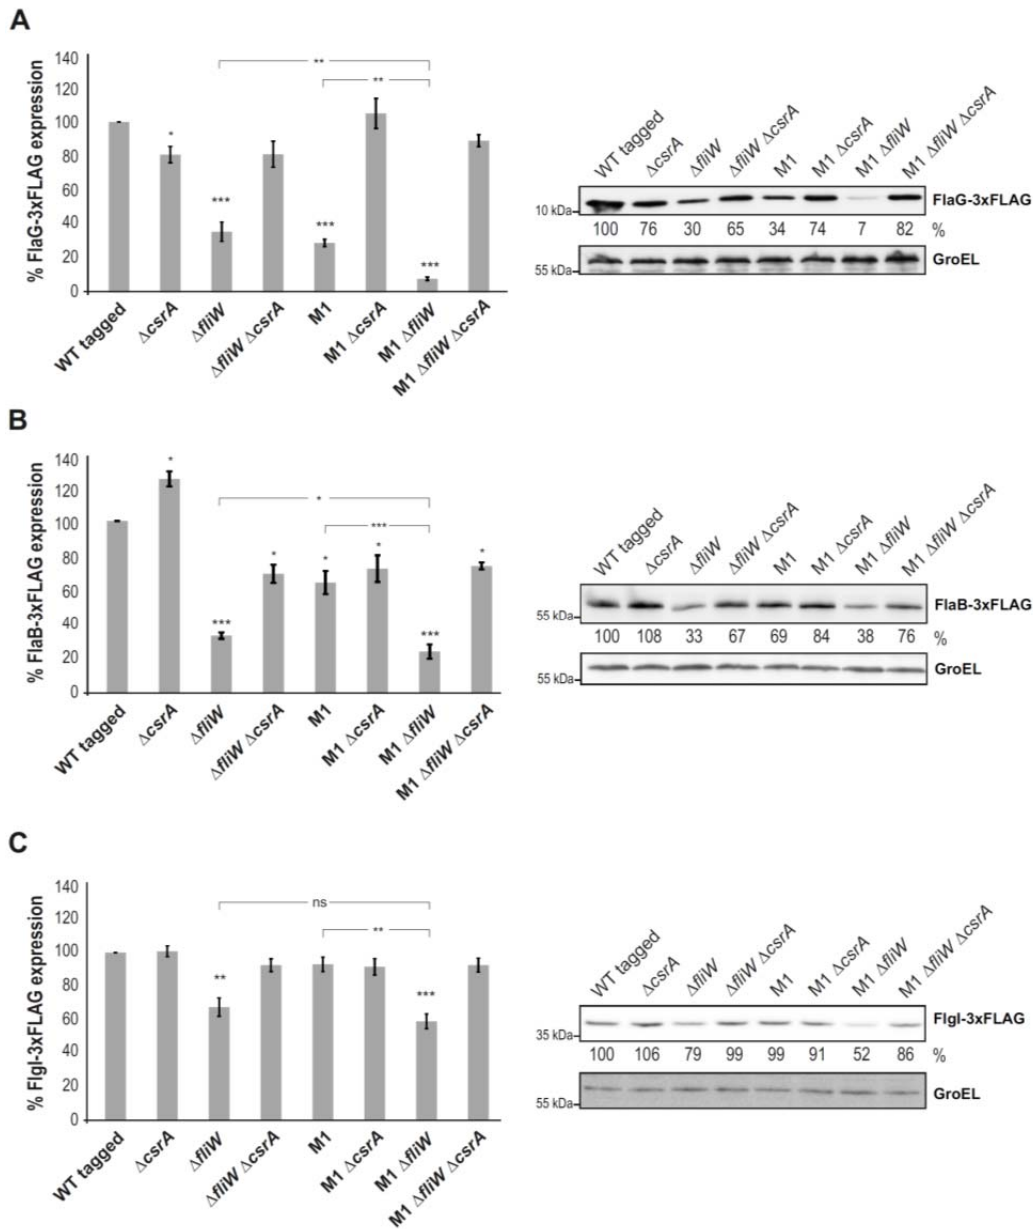 A
% FlaG-3xFLAG expression
140
120
100
80
60
40
20
0
**
**
*
***
***
***
WT tagged
ΔcsrA
ΔfliW
ΔfliW ΔcsrA
M1
M1 ΔcsrA
M1 ΔfliW
M1 ΔfliW ΔcsrA
WT tagged
ΔcsrA
ΔfliW
ΔfliW ΔcsrA
M1
M1 ΔcsrA
M1 ΔfliW
M1 ΔfliW ΔcsrA
10 kDa
FlaG-3xFLAG
100 76 30 65 34 74 7 82 %
55 kDa
GroEL
B
% FlaB-3xFLAG expression
140
120
100
80
60
40
20
0
*
*
***
***
*
*
*
*
***
WT tagged
ΔcsrA
ΔfliW
ΔfliW ΔcsrA
M1
M1 ΔcsrA
M1 ΔfliW
M1 ΔfliW ΔcsrA
WT tagged
ΔcsrA
ΔfliW
ΔfliW ΔcsrA
M1
M1 ΔcsrA
M1 ΔfliW
M1 ΔfliW ΔcsrA
55 kDa
FlaB-3xFLAG
100 108 33 67 69 84 38 76 %
55 kDa
GroEL
C
% FlgI-3xFLAG expression
140
120
100
80
60
40
20
0
ns
**
**
***
WT tagged
ΔcsrA
ΔfliW
ΔfliW ΔcsrA
M1
M1 ΔcsrA
M1 ΔfliW
M1 ΔfliW ΔcsrA
WT tagged
ΔcsrA
ΔfliW
ΔfliW ΔcsrA
M1
M1 ΔcsrA
M1 ΔfliW
M1 ΔfliW ΔcsrA
35 kDa
FlgI-3xFLAG
100 106 79 99 99 91 52 86 %
55 kDa
GroEL